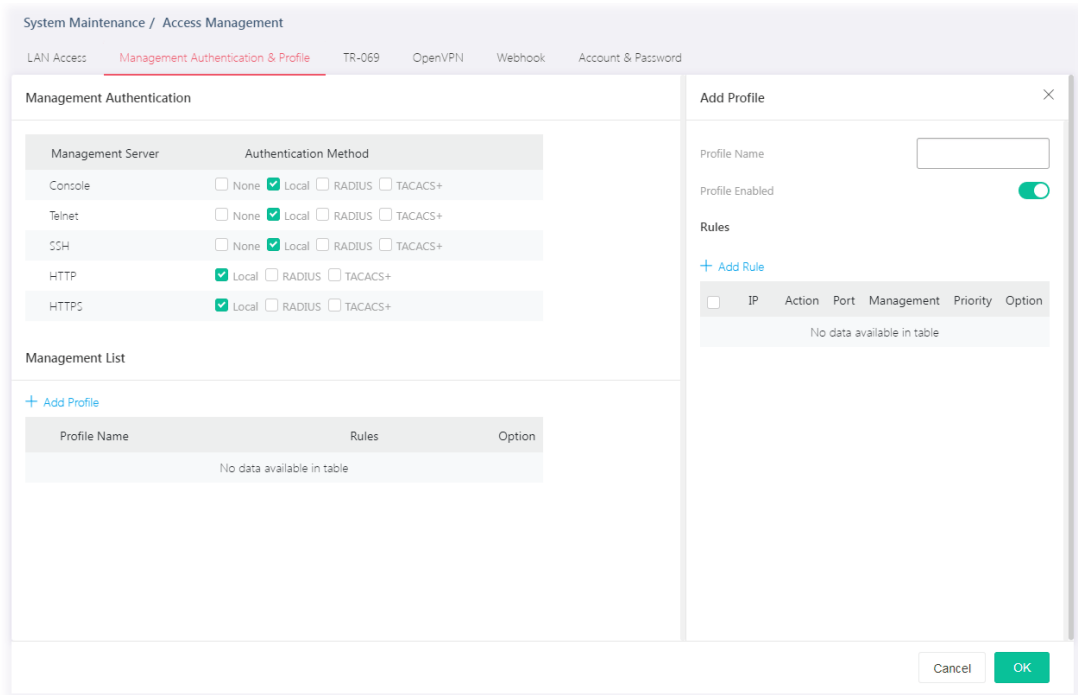 System Maintenance / Access Management
LAN Access Management Authentication & Profile TR-069 OpenVPN Webhook Account & Password
Management Authentication
Management Server Authentication Method
Console None Local RADIUS TACACS+
Telnet None Local RADIUS TACACS+
SSH None Local RADIUS TACACS+
HTTP Local RADIUS TACACS+
HTTPS Local RADIUS TACACS+
Management List
+ Add Profile
Profile Name Rules Option
No data available in table
Add Profile
Profile Name
Profile Enabled
Rules
+ Add Rule
IP Action Port Management Priority Option
No data available in table
Cancel OK